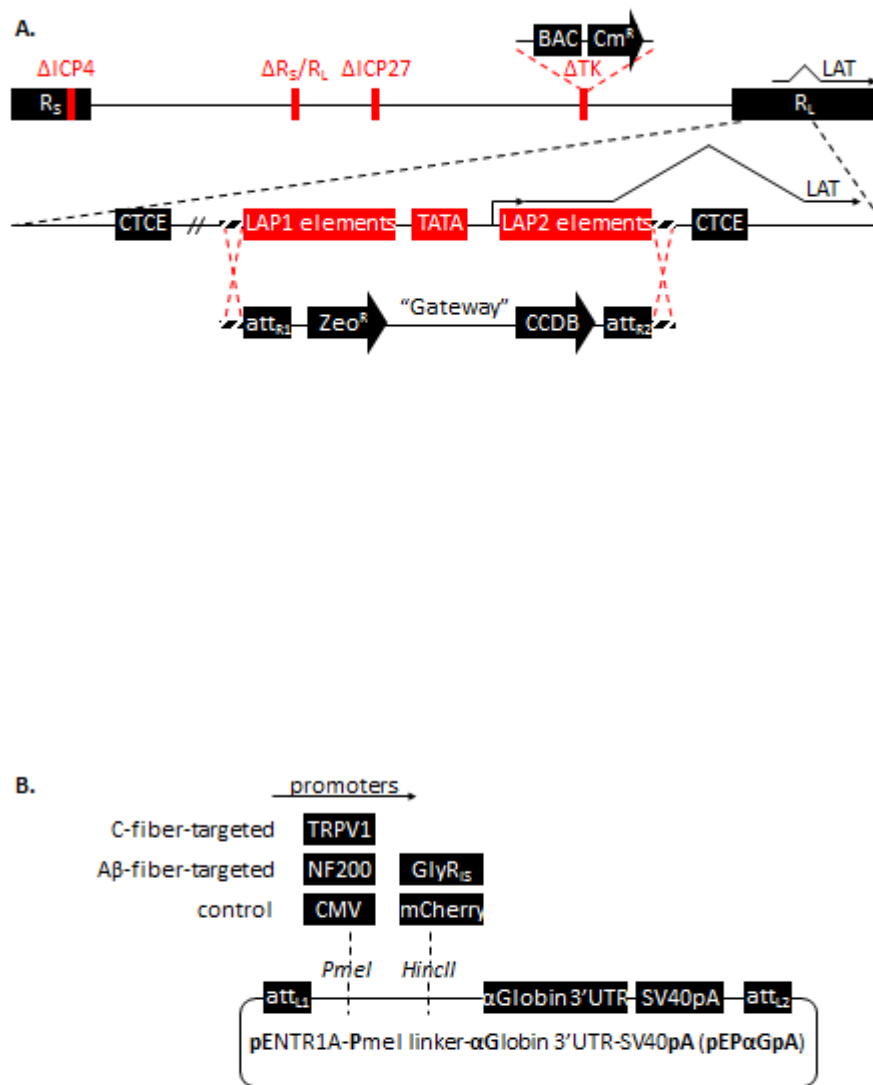 A.
BAC CmR
ΔICP4 ΔRS/RL ΔICP27 ΔTK LAT
RS RL
LAT
CTCE // LAP1 elements TATA LAP2 elements CTCE
"Gateway"
attR1 ZeoR CCDB attR2
B.
promoters
C-fiber-targeted TRPV1
Aβ-fiber-targeted NF200 GlyRIS
control CMV mCherry
PmeI HincII
attL1 αGlobin 3'UTR SV40pA attL2
pENTR1A-PmeI linker-αGlobin 3'UTR-SV40pA (pEPαGpA)